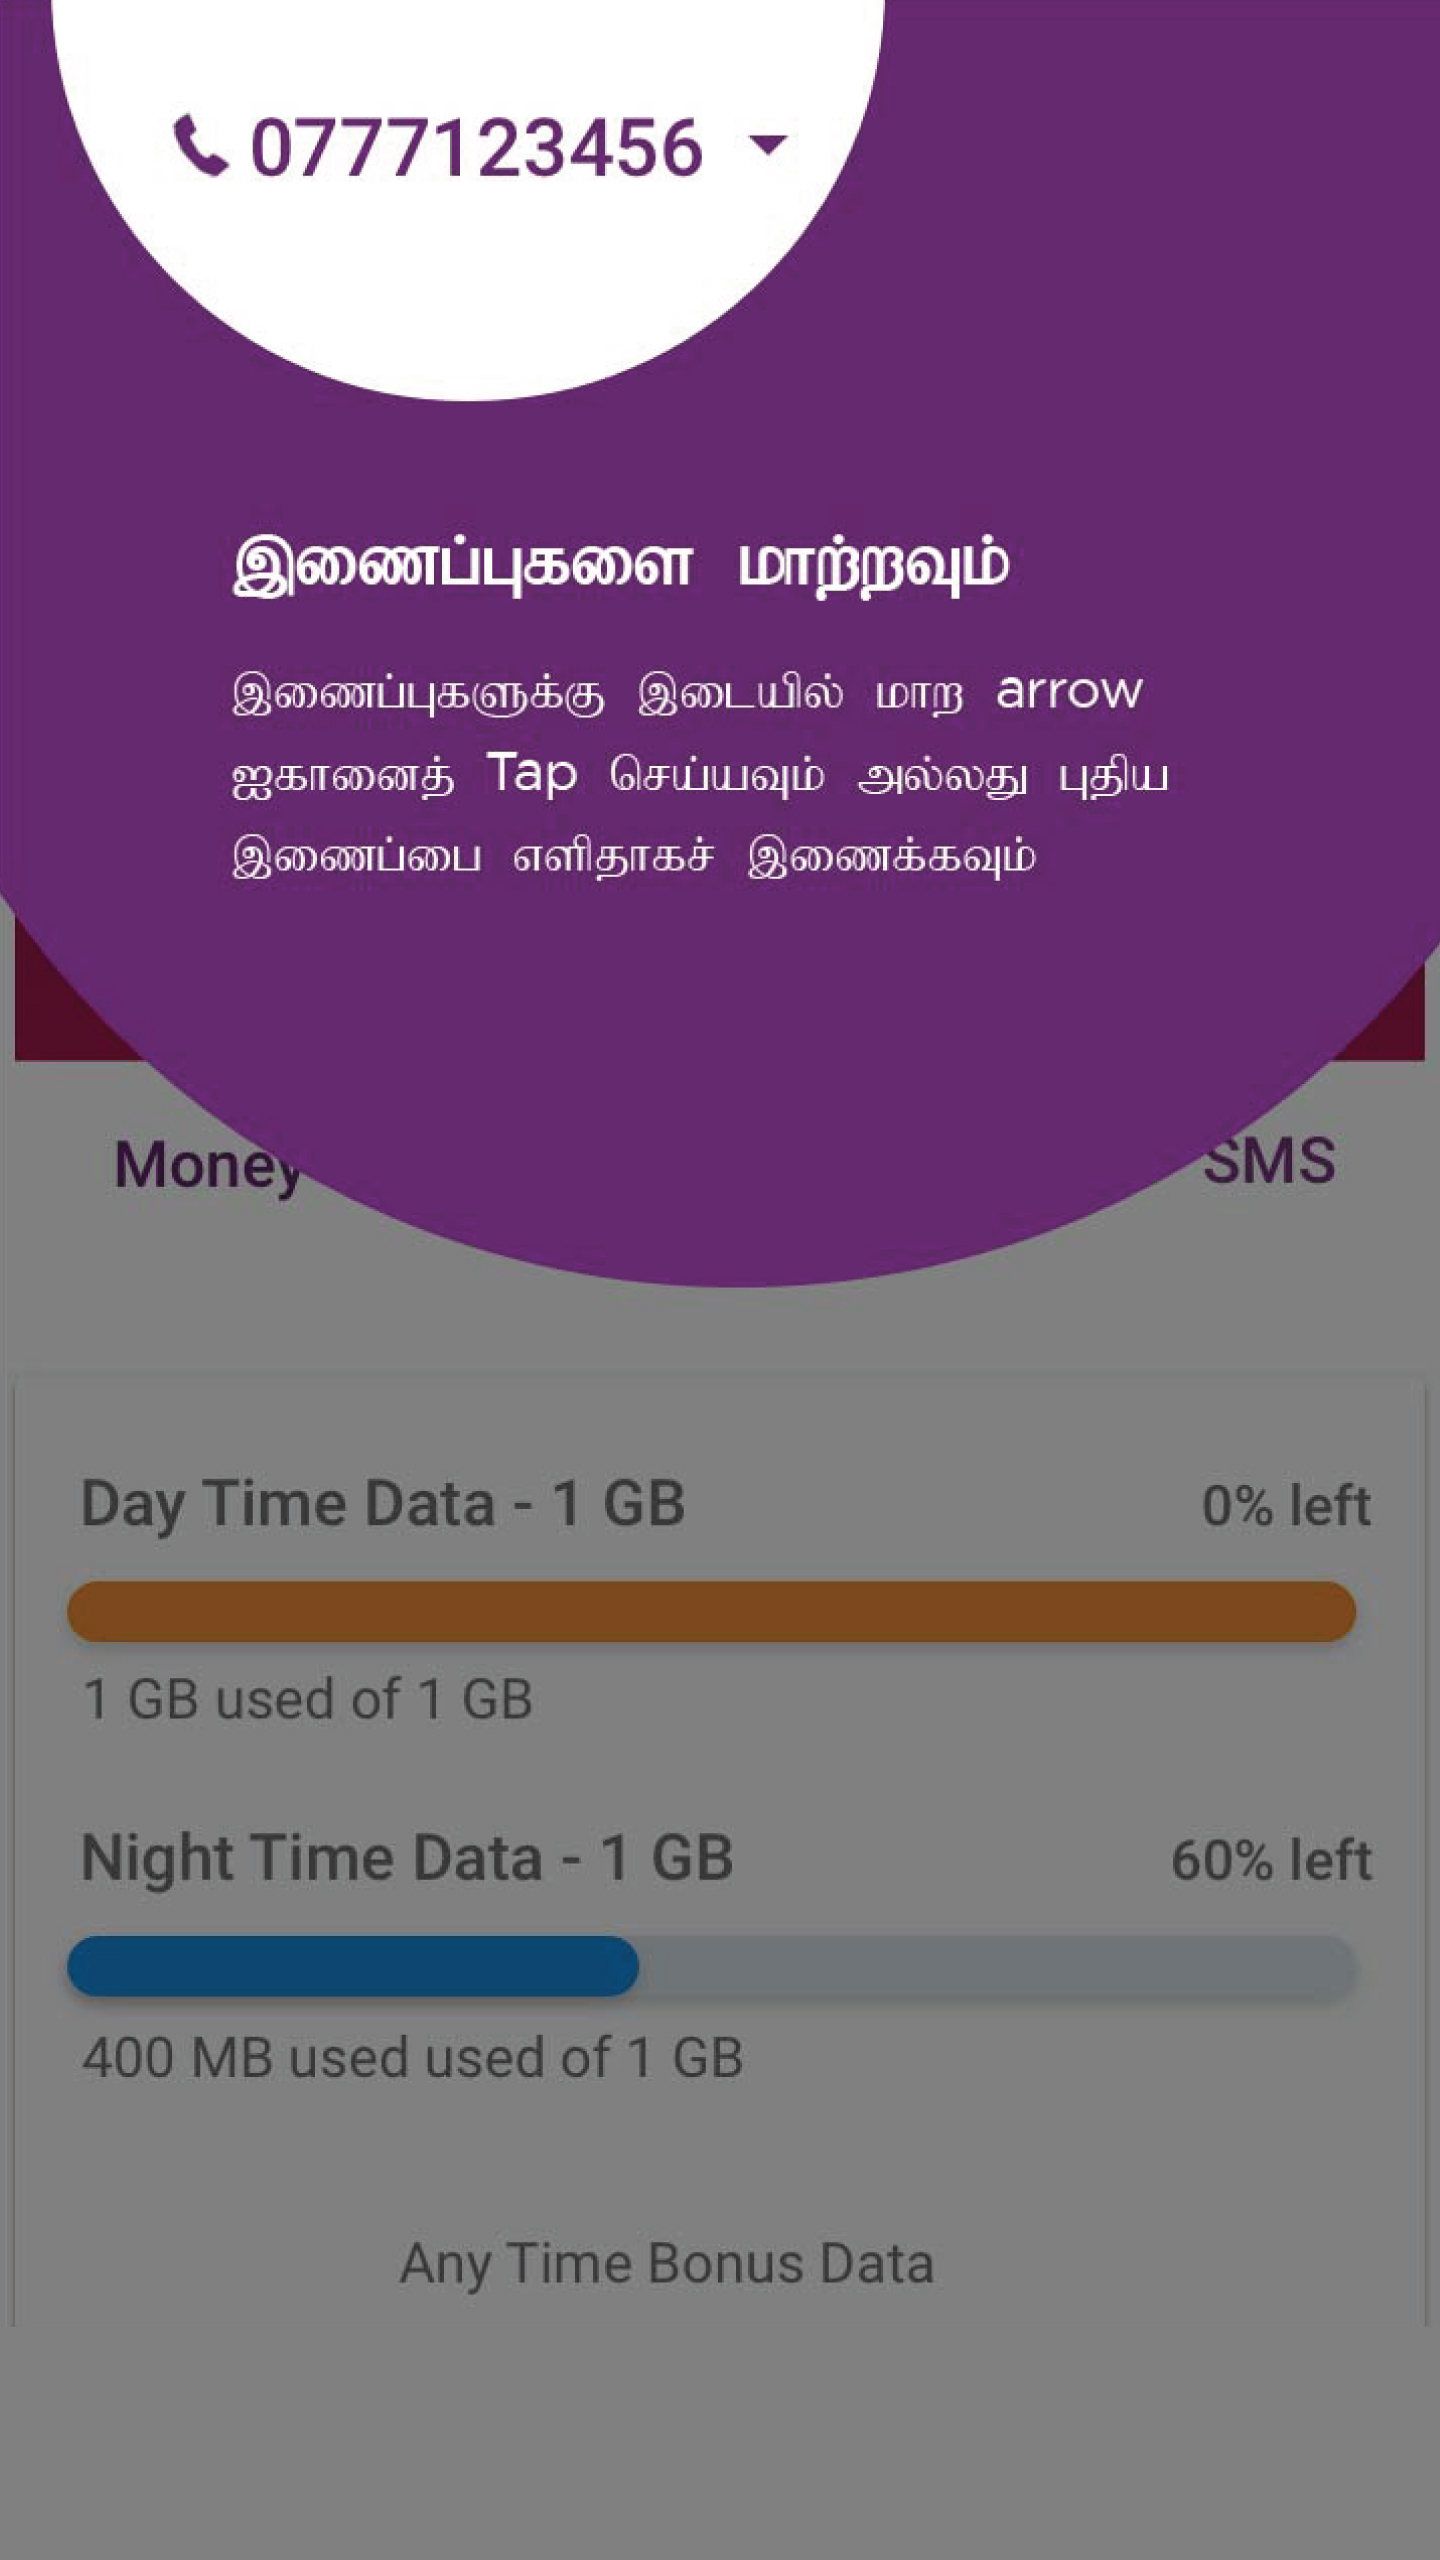 0777123456
இணைப்புகளை மாற்றவும்
இணைப்புகளுக்கு இடையில் மாற arrow
ஐகானைத் Tap செய்யவும் அல்லது புதிய
இணைப்பை எளிதாகச் இணைக்கவும்
Money SMS
Day Time Data - 1 GB 0% left
1 GB used of 1 GB
Night Time Data - 1 GB 60% left
400 MB used used of 1 GB
Any Time Bonus Data